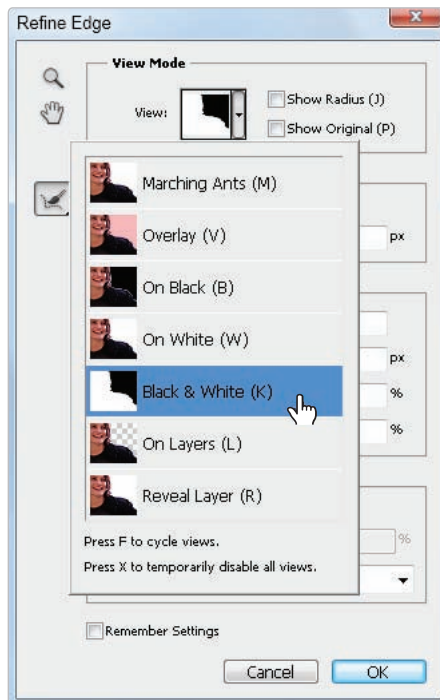 Refine Edge
View Mode
View:
Show Radius (J)
Show Original (P)
Marching Ants (M)
Overlay (V)
px
On Black (B)
On White (W)
px
Black & White (K)
%
%
On Layers (L)
Reveal Layer (R)
Press F to cycle views.
%
Press X to temporarily disable all views.
Remember Settings
Cancel OK